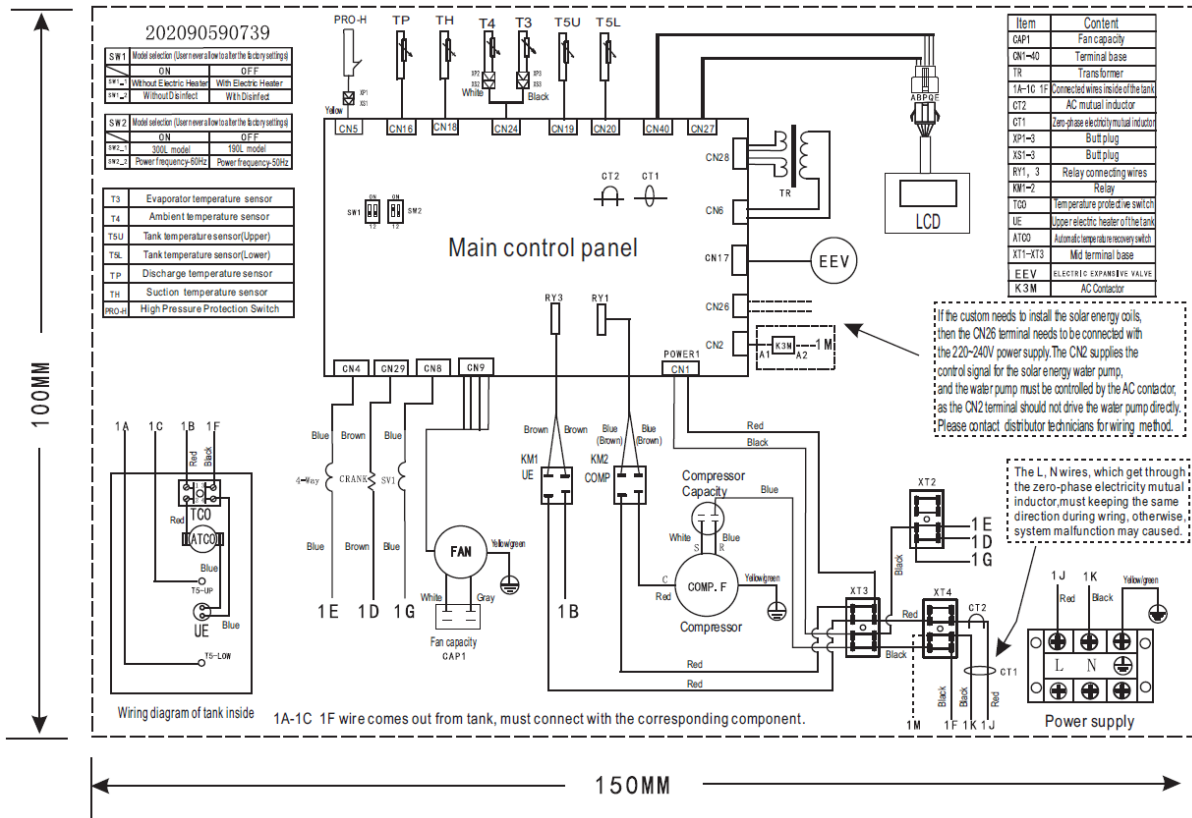 202090590739
SW1 Model selection (User never allow to alter the factory settings)
ON OFF
SW1_1 Without Electric Heater With Electric Heater
SW1_2 Without Disinfect With Disinfect
SW2 Model selection (User never allow to alter the factory settings)
ON OFF
SW2_1 300L model 190L model
SW2_2 Power frequency-60Hz Power frequency-50Hz
T3 Evaporator temperature sensor
T4 Ambient temperature sensor
T5U Tank temperature sensor(Upper)
T5L Tank temperature sensor(Lower)
TP Discharge temperature sensor
TH Suction temperature sensor
PRO-H High Pressure Protection Switch
PRO-H TP TH T4 T3 T5U T5L
XP2 XP3
XS2 XS3
White Black
XP1
XS1
Yellow
CN5 CN16 CN18 CN24 CN19 CN20 CN40 CN27
CN28
TR
CT2 CT1
ON ON
SW1 SW2
12 12
CN6
Main control panel
CN17 EEV
RY3 RY1
CN26
CN2
A1 K3M A2 1M
POWER1
CN4 CN29 CN8 CN9 CN1
ABPQE
LCD
Item Content
CAP1 Fan capacity
CN1-40 Terminal base
TR Transformer
1A-1C 1F Connected wires inside of the tank
CT2 AC mutual inductor
CT1 Zero-phase electricity mutual inductor
XP1-3 Butt plug
XS1-3 Butt plug
RY1, 3 Relay connecting wires
KM1-2 Relay
TCO Temperature protective switch
UE Upper electric heater of the tank
ATCO Automatic temperature recovery switch
XT1-XT3 Mid terminal base
EEV ELECTRIC EXPANSIVE VALVE
K3M AC Contactor
If the custom needs to install the solar energy coils,
then the CN26 terminal needs to be connected with
the 220~240V power supply.The CN2 supplies the
control signal for the solar energy water pump,
and the water pump must be controlled by the AC contactor,
as the CN2 terminal should not drive the water pump directly.
Please contact distributor technicians for wiring method.
The L, N wires, which get through
the zero-phase electricity mutual
inductor,must keeping the same
direction during wring, otherwise,
system malfunction may caused.
1A 1C 1B 1F
Red Black
TCO
Red
ATCO
Blue
T5-UP
Blue
UE
T5-LOW
Wiring diagram of tank inside
Blue Brown Blue
4-Way CRANK SV1
Blue Brown Blue
1E 1D 1G
FAN
Yellow/green
White Gray
Fan capacity
CAP1
Brown Brown Blue (Brown) Blue (Brown)
KM1
UE
KM2
COMP
1B
Red
Black
Compressor
Capacity
Blue
White Blue
S R
C
Red
COMP.F
Yellow/green
Compressor
Red
Red
XT3
Black
Red
Black
XT2
1E
1D
1G
XT4
CT2
CT1
Black Black Red
1M 1F 1K 1J
1J 1K Yellow/green
Red Black
L N
Power supply
1A-1C 1F wire comes out from tank, must connect with the corresponding component.
100MM
150MM